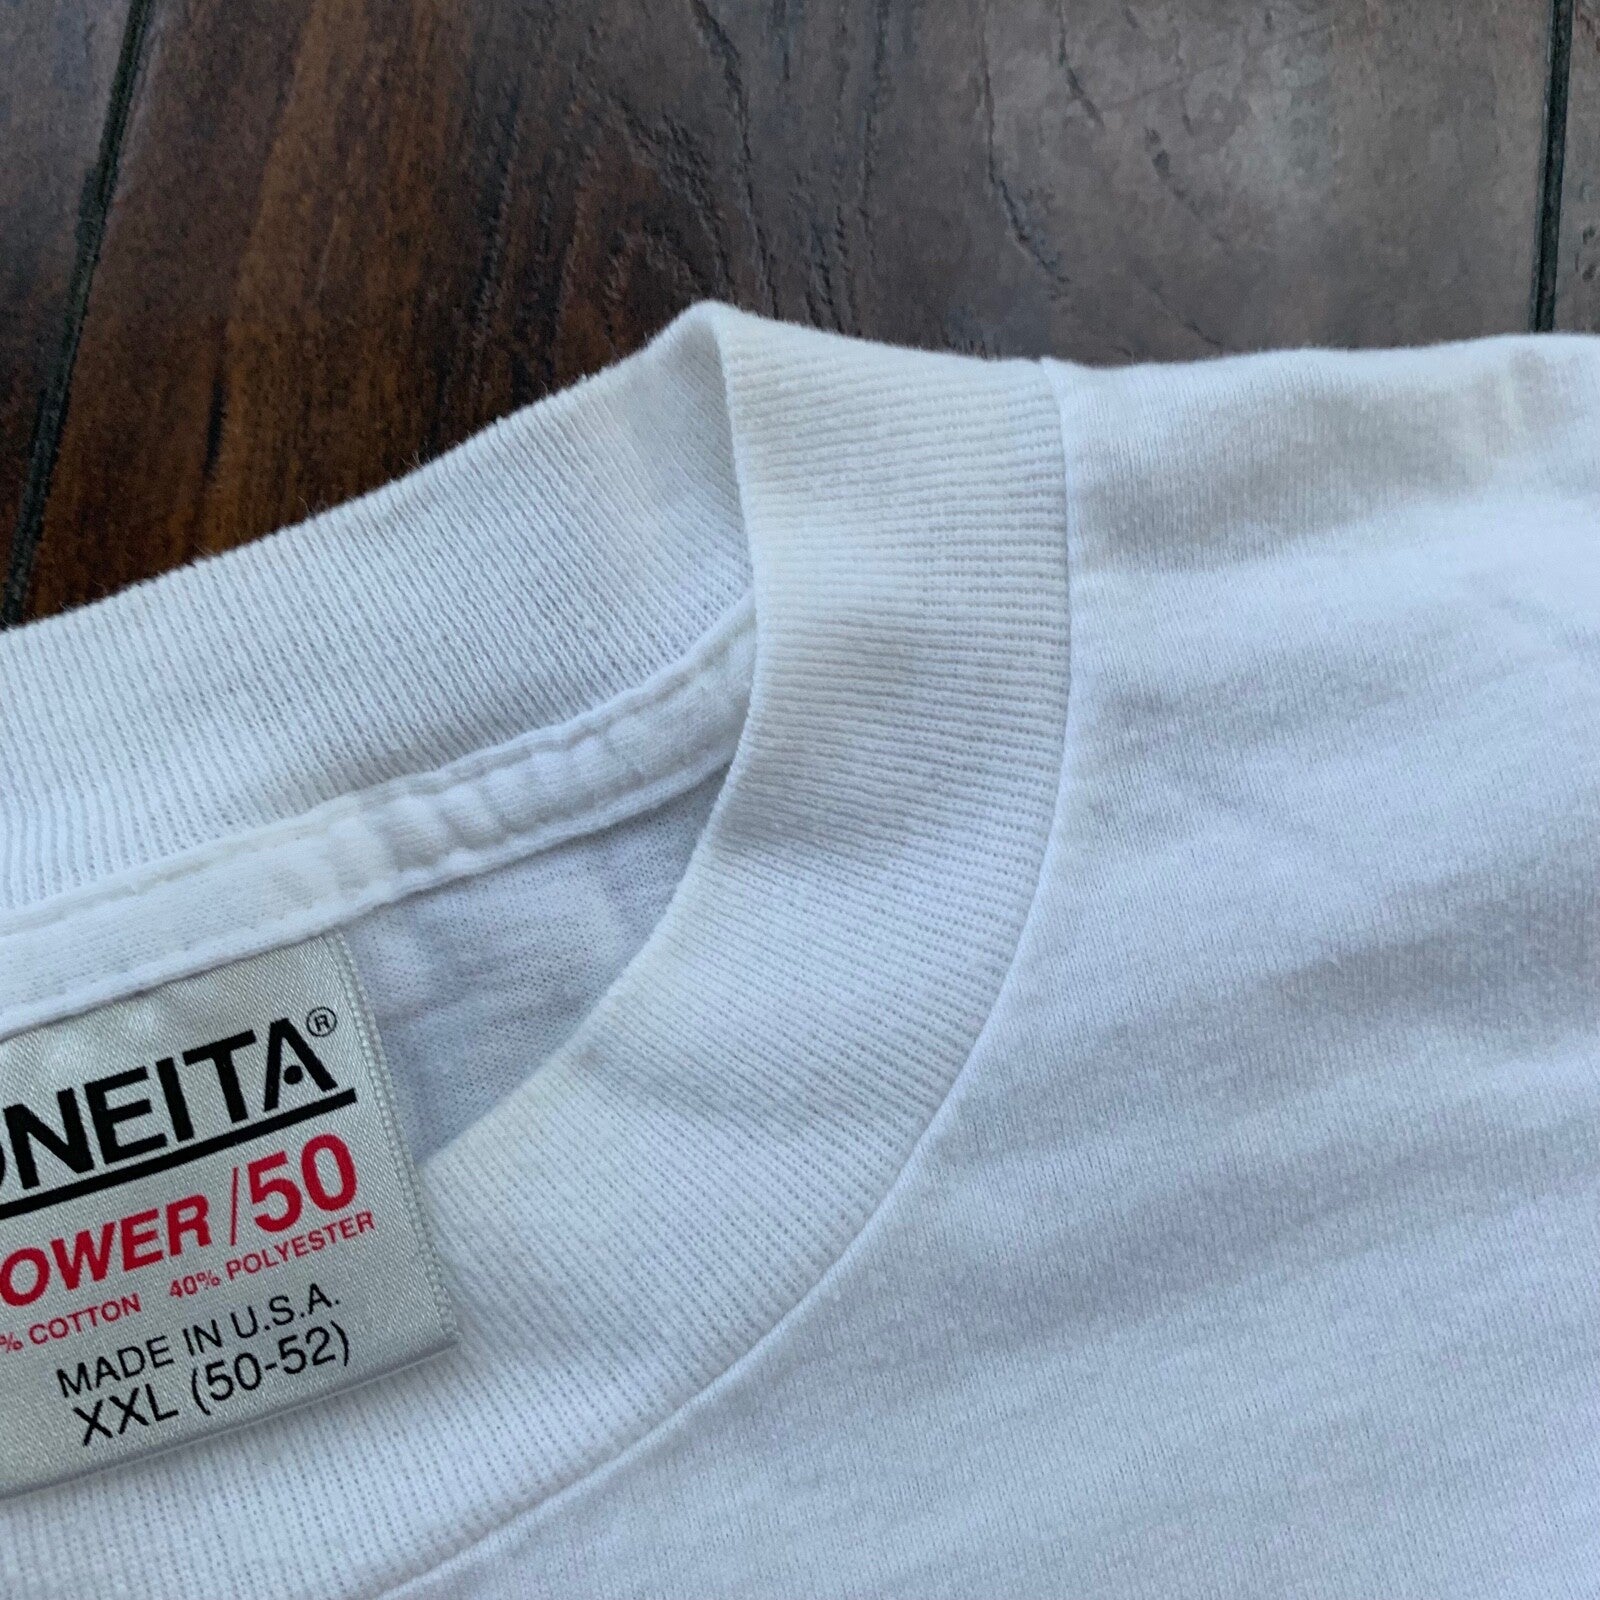 ONEITA®
OWER/50
% COTTON 40% POLYESTER
MADE IN U.S.A.
XXL (50-52)